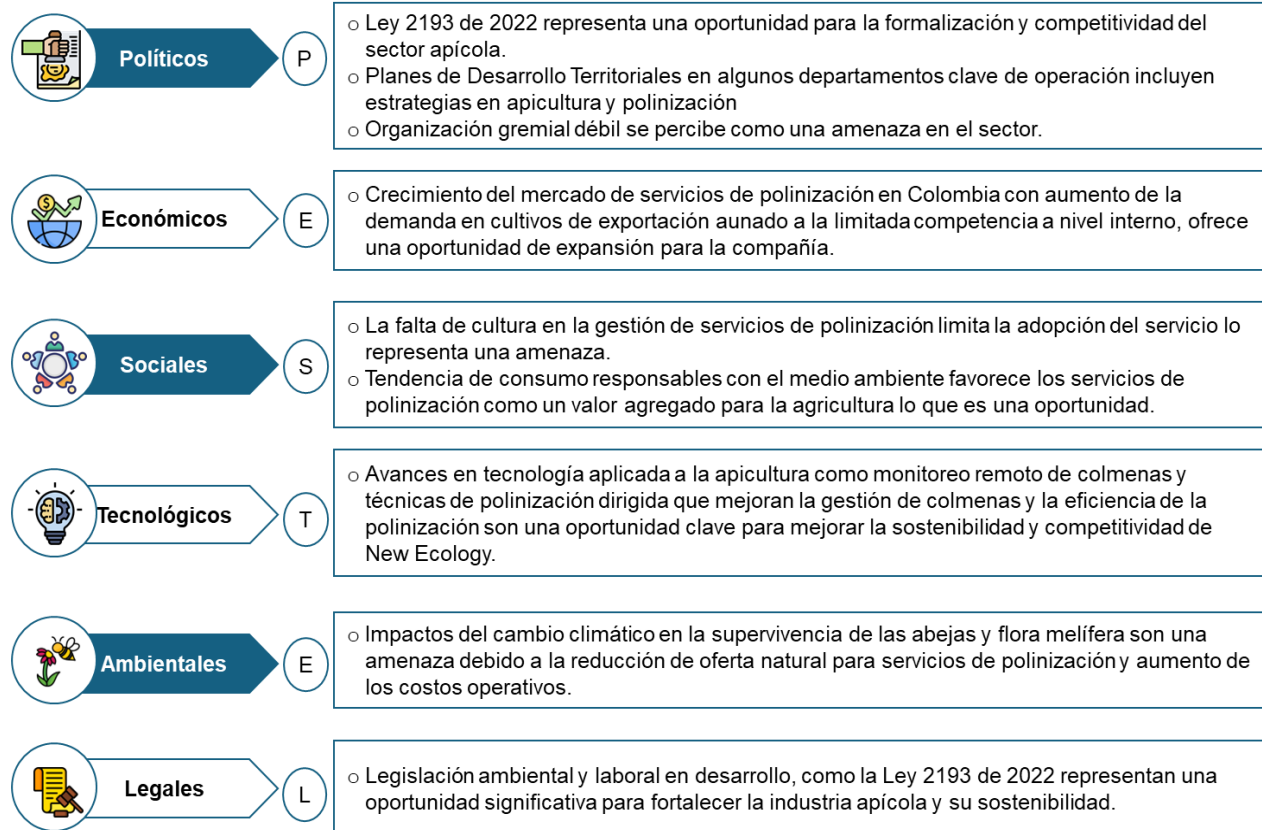 Políticos
P
o Ley 2193 de 2022 representa una oportunidad para la formalización y competitividad del
sector apícola.
o Planes de Desarrollo Territoriales en algunos departamentos clave de operación incluyen
estrategias en apicultura y polinización
o Organización gremial débil se percibe como una amenaza en el sector.
Económicos
E
o Crecimiento del mercado de servicios de polinización en Colombia con aumento de la
demanda en cultivos de exportación aunado a la limitada competencia a nivel interno, ofrece
una oportunidad de expansión para la compañía.
Sociales
S
o La falta de cultura en la gestión de servicios de polinización limita la adopción del servicio lo
representa una amenaza.
o Tendencia de consumo responsables con el medio ambiente favorece los servicios de
polinización como un valor agregado para la agricultura lo que es una oportunidad.
Tecnológicos
T
o Avances en tecnología aplicada a la apicultura como monitoreo remoto de colmenas y
técnicas de polinización dirigida que mejoran la gestión de colmenas y la eficiencia de la
polinización son una oportunidad clave para mejorar la sostenibilidad y competitividad de
New Ecology.
Ambientales
E
o Impactos del cambio climático en la supervivencia de las abejas y flora melífera son una
amenaza debido a la reducción de oferta natural para servicios de polinización y aumento de
los costos operativos.
Legales
L
o Legislación ambiental y laboral en desarrollo, como la Ley 2193 de 2022 representan una
oportunidad significativa para fortalecer la industria apícola y su sostenibilidad.